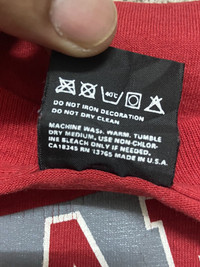 40°C
DO NOT IRON DECORATION
DO NOT DRY CLEAN
MACHINE WASH WARM, TUMBLE
DRY MEDIUM, USE NON-CHLOR-
INE BLEACH ONLY IF NEEDED.
CA18345 RN 13765 MADE IN U.S.A.